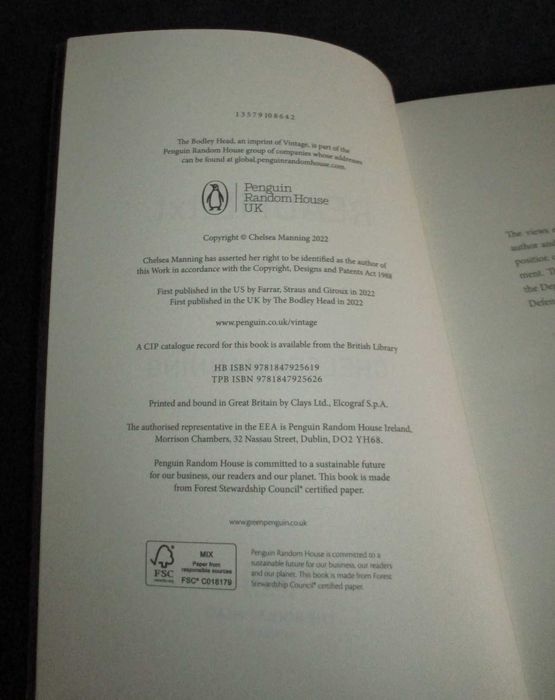 1 3 5 7 9 10 8 6 4 2
The Bodley Head, an imprint of Vintage, is part of the
Penguin Random House group of companies whose addresses
can be found at global.penguinrandomhouse.com.
Penguin
Random House
UK
Copyright © Chelsea Manning 2022
Chelsea Manning has asserted her right to be identified as the author of
this Work in accordance with the Copyright, Designs and Patents Act 1988
First published in the US by Farrar, Straus and Giroux in 2022
First published in the UK by The Bodley Head in 2022
www.penguin.co.uk/vintage
A CIP catalogue record for this book is available from the British Library
HB ISBN 9781847925619
TPB ISBN 9781847925626
Printed and bound in Great Britain by Clays Ltd., Elcograf S.p.A.
The authorised representative in the EEA is Penguin Random House Ireland,
Morrison Chambers, 32 Nassau Street, Dublin, DO2 YH68.
Penguin Random House is committed to a sustainable future
for our business, our readers and our planet. This book is made
from Forest Stewardship Council® certified paper.
www.greenpenguin.co.uk
FSC
MIX
Paper from
responsible sources
FSC® C018179
Penguin Random House is committed to a
sustainable future for our business, our readers
and our planet. This book is made from Forest
Stewardship Council® certified paper.
The views
author and
position
ment.
the De
Defen